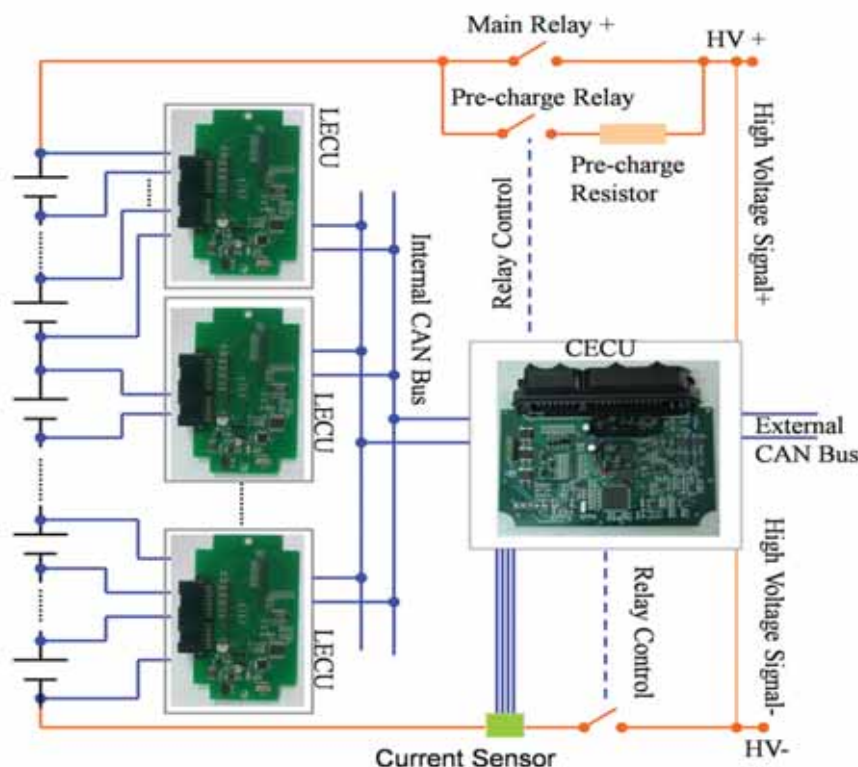 Main Relay +
HV +
Pre-charge Relay
Pre-charge
Resistor
LECU
Internal CAN Bus
Relay Control
High Voltage Signal+
LECU
CECU
External
CAN Bus
LECU
Relay Control
High Voltage Signal-
HV-
Current Sensor